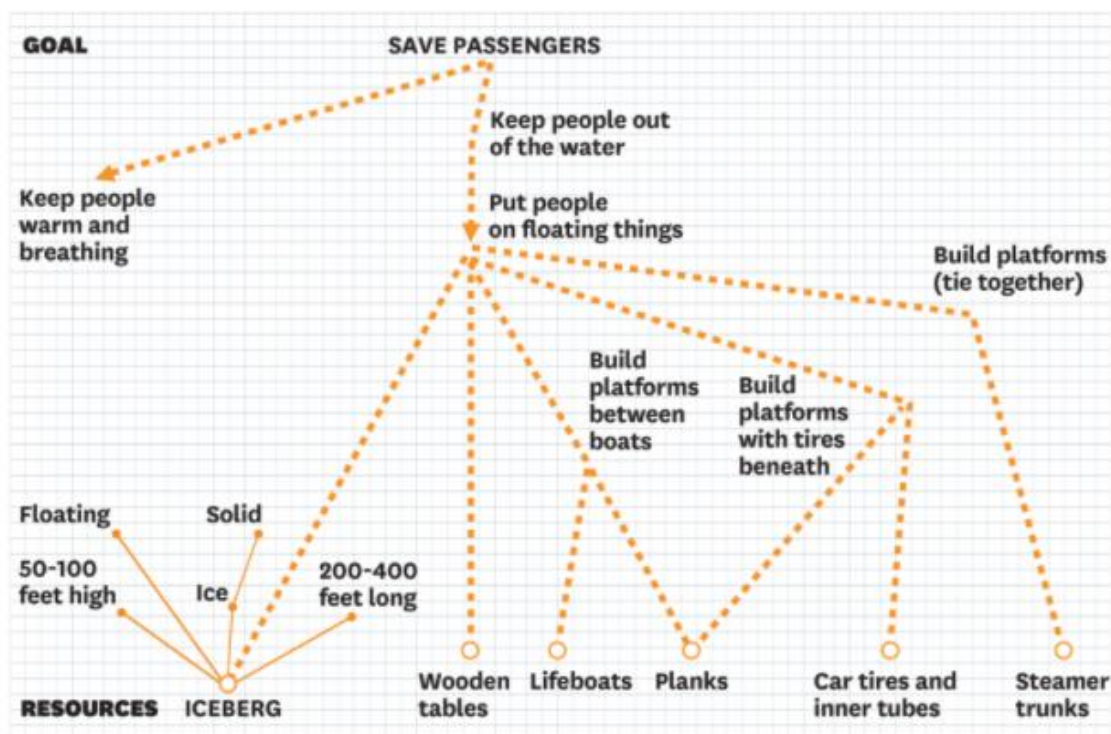 GOAL
SAVE PASSENGERS
Keep people out
of the water
Keep people
warm and
breathing
Put people
on floating things
Build platforms
(tie together)
Build
platforms
between
boats
Build
platforms
with tires
beneath
Floating
Solid
50-100
feet high
Ice
200-400
feet long
RESOURCES
ICEBERG
Wooden
tables
Lifeboats
Planks
Car tires and
inner tubes
Steamer
trunks